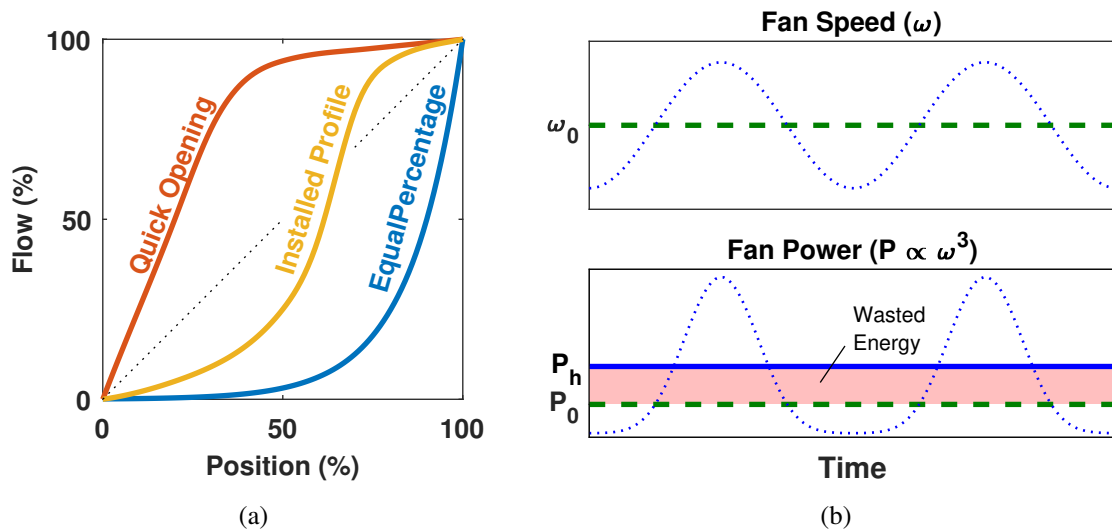 100
50
0
Flow (%)
Quick Opening
Installed Profile
EqualPercentage
0
50
100
Position (%)
(a)
Fan Speed (ω)
ω0
Fan Power (P ∝ ω^3)
Wasted
Energy
Ph
P0
Time
(b)